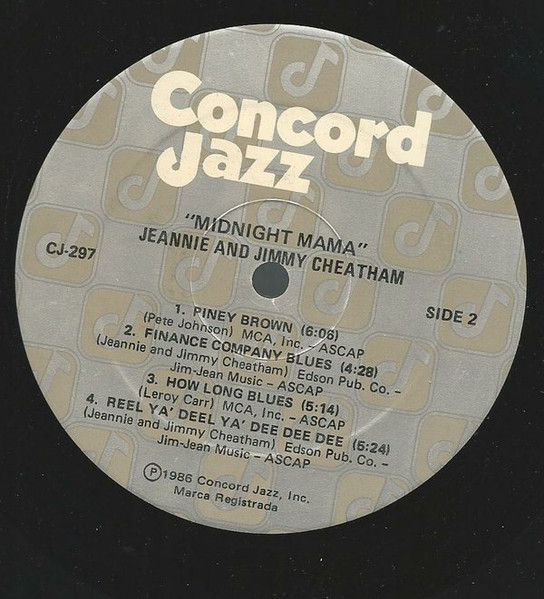 Concord
Jazz
"MIDNIGHT MAMA"
JEANNIE AND JIMMY CHEATHAM
CJ-297
SIDE 2
1. PINEY BROWN (6:06)
(Pete Johnson) MCA, Inc. – ASCAP
2. FINANCE COMPANY BLUES (4:28)
(Jeannie and Jimmy Cheatham) Edson Pub. Co. –
Jim-Jean Music – ASCAP
3. HOW LONG BLUES (5:14)
(Leroy Carr) MCA, Inc. – ASCAP
4. REEL YA' DEEL YA' DEE DEE DEE (5:24)
(Jeannie and Jimmy Cheatham) Edson Pub. Co. –
Jim-Jean Music – ASCAP
℗1986 Concord Jazz, Inc.
Marca Registrada